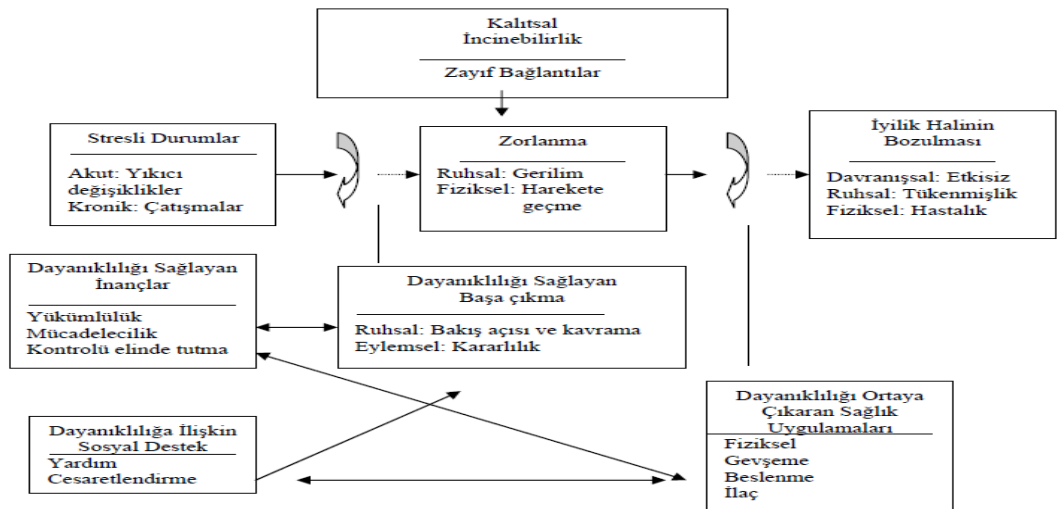 Kalıtsal
İncinebilirlik
Zayıf Bağlantılar
Stresli Durumlar
Akut: Yıkıcı
değişiklikler
Kronik: Çatışmalar
Zorlanma
Ruhsal: Gerilim
Fiziksel: Harekete
geçme
İyilik Halinin
Bozulması
Davranışsal: Etkisiz
Ruhsal: Tükenmişlik
Fiziksel: Hastalık
Dayanıklılığı Sağlayan
İnançlar
Yükümlülük
Mücadelecilik
Kontrolü elinde tutma
Dayanıklılığı Sağlayan
Başa çıkma
Ruhsal: Bakış açısı ve kavrama
Eylemsel: Kararlılık
Dayanıklılığa İlişkin
Sosyal Destek
Yardım
Cesaretlendirme
Dayanıklılığı Ortaya
Çıkaran Sağlık
Uygulamaları
Fiziksel
Gevşeme
Beslenme
İlaç